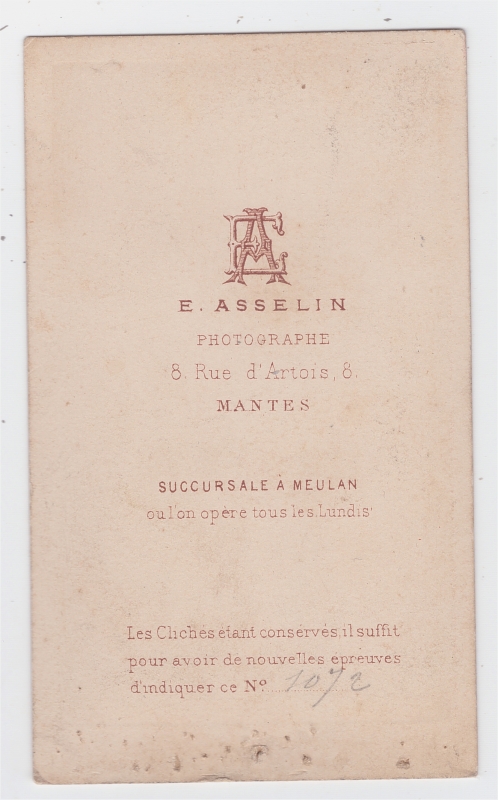 EA
E. ASSELIN
PHOTOGRAPHE
8. Rue d'Artois, 8.
MANTES
SUCCURSALE À MEULAN
ou l'on opère tous les Lundis
Les Clichés étant conservés, il suffit
pour avoir de nouvelles épreuves
d'indiquer ce Nº 1072